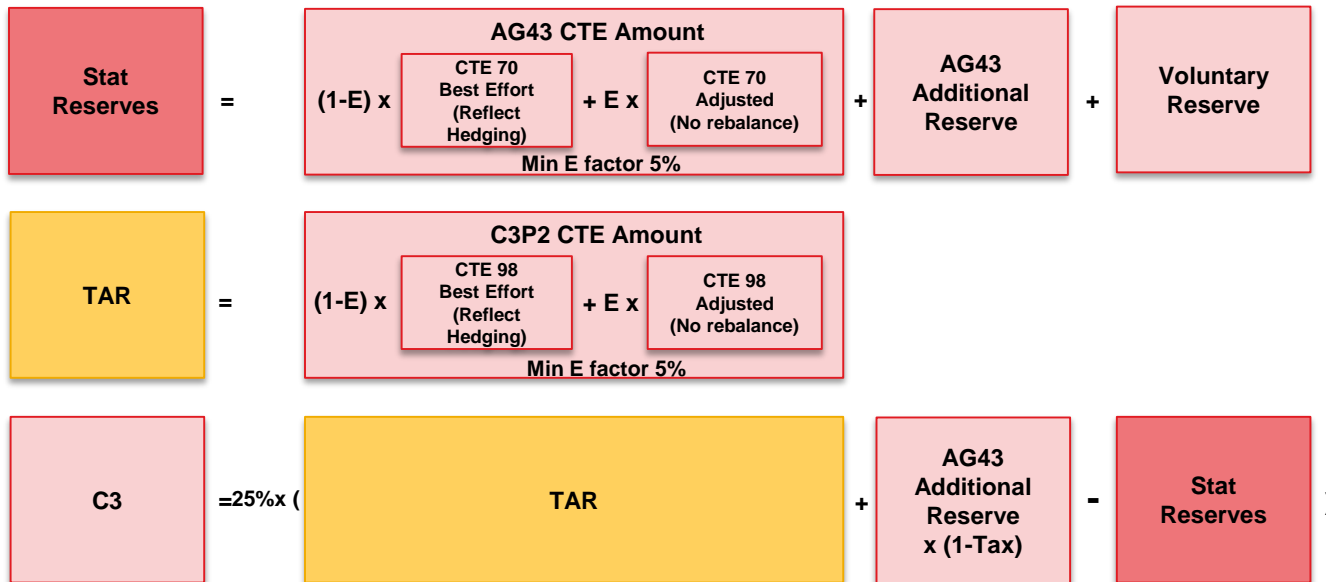 AG43 CTE Amount
Stat
Reserves
=
(1-E) x
CTE 70
Best Effort
(Reflect
Hedging)
+ E x
CTE 70
Adjusted
(No rebalance)
Min E factor 5%
+
AG43
Additional
Reserve
+
Voluntary
Reserve
TAR
=
C3P2 CTE Amount
(1-E) x
CTE 98
Best Effort
(Reflect
Hedging)
+ E x
CTE 98
Adjusted
(No rebalance)
Min E factor 5%
C3
=25%x (
TAR
+
AG43
Additional
Reserve
x (1-Tax)
-
Stat
Reserves